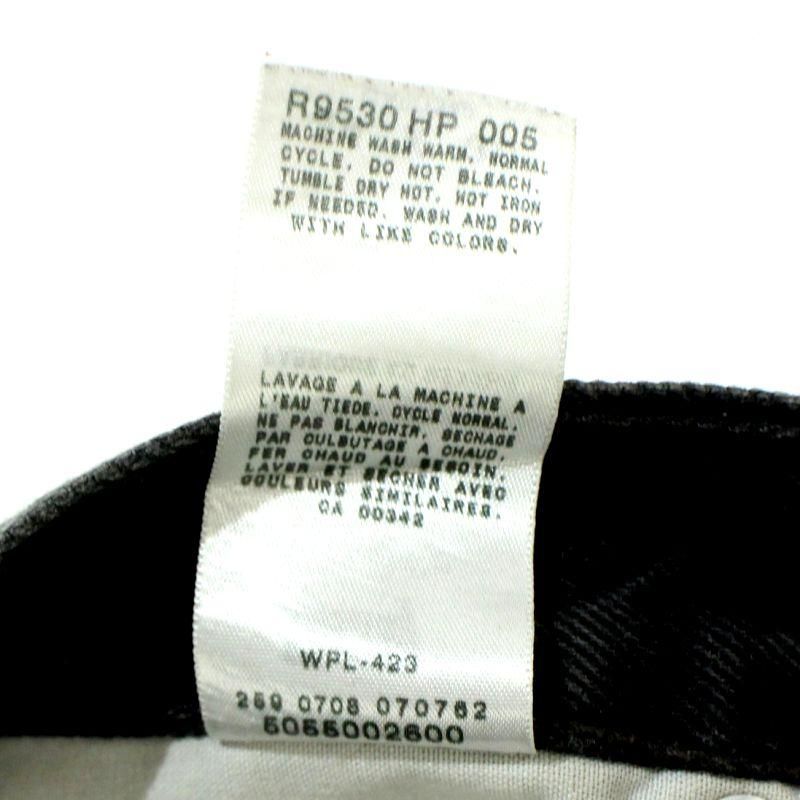 R9530 HP 005
MACHINE WASH WARM, NORMAL
CYCLE. DO NOT BLEACH.
TUMBLE DRY HOT. HOT IRON
IF NEEDED. WASH AND DRY
WITH LIKE COLORS.
LAVAGE A LA MACHINE A
L'EAU TIEDE. CYCLE NORMAL.
NE PAS BLANCHIR. SECHAGE
PAR CULBUTAGE A CHAUD.
FER CHAUD AU BESOIN.
LAVER ET SECHER AVEC
COULEURS SIMILAIRES.
CA 00342
WPL-423
259 0708 070762
5055002600